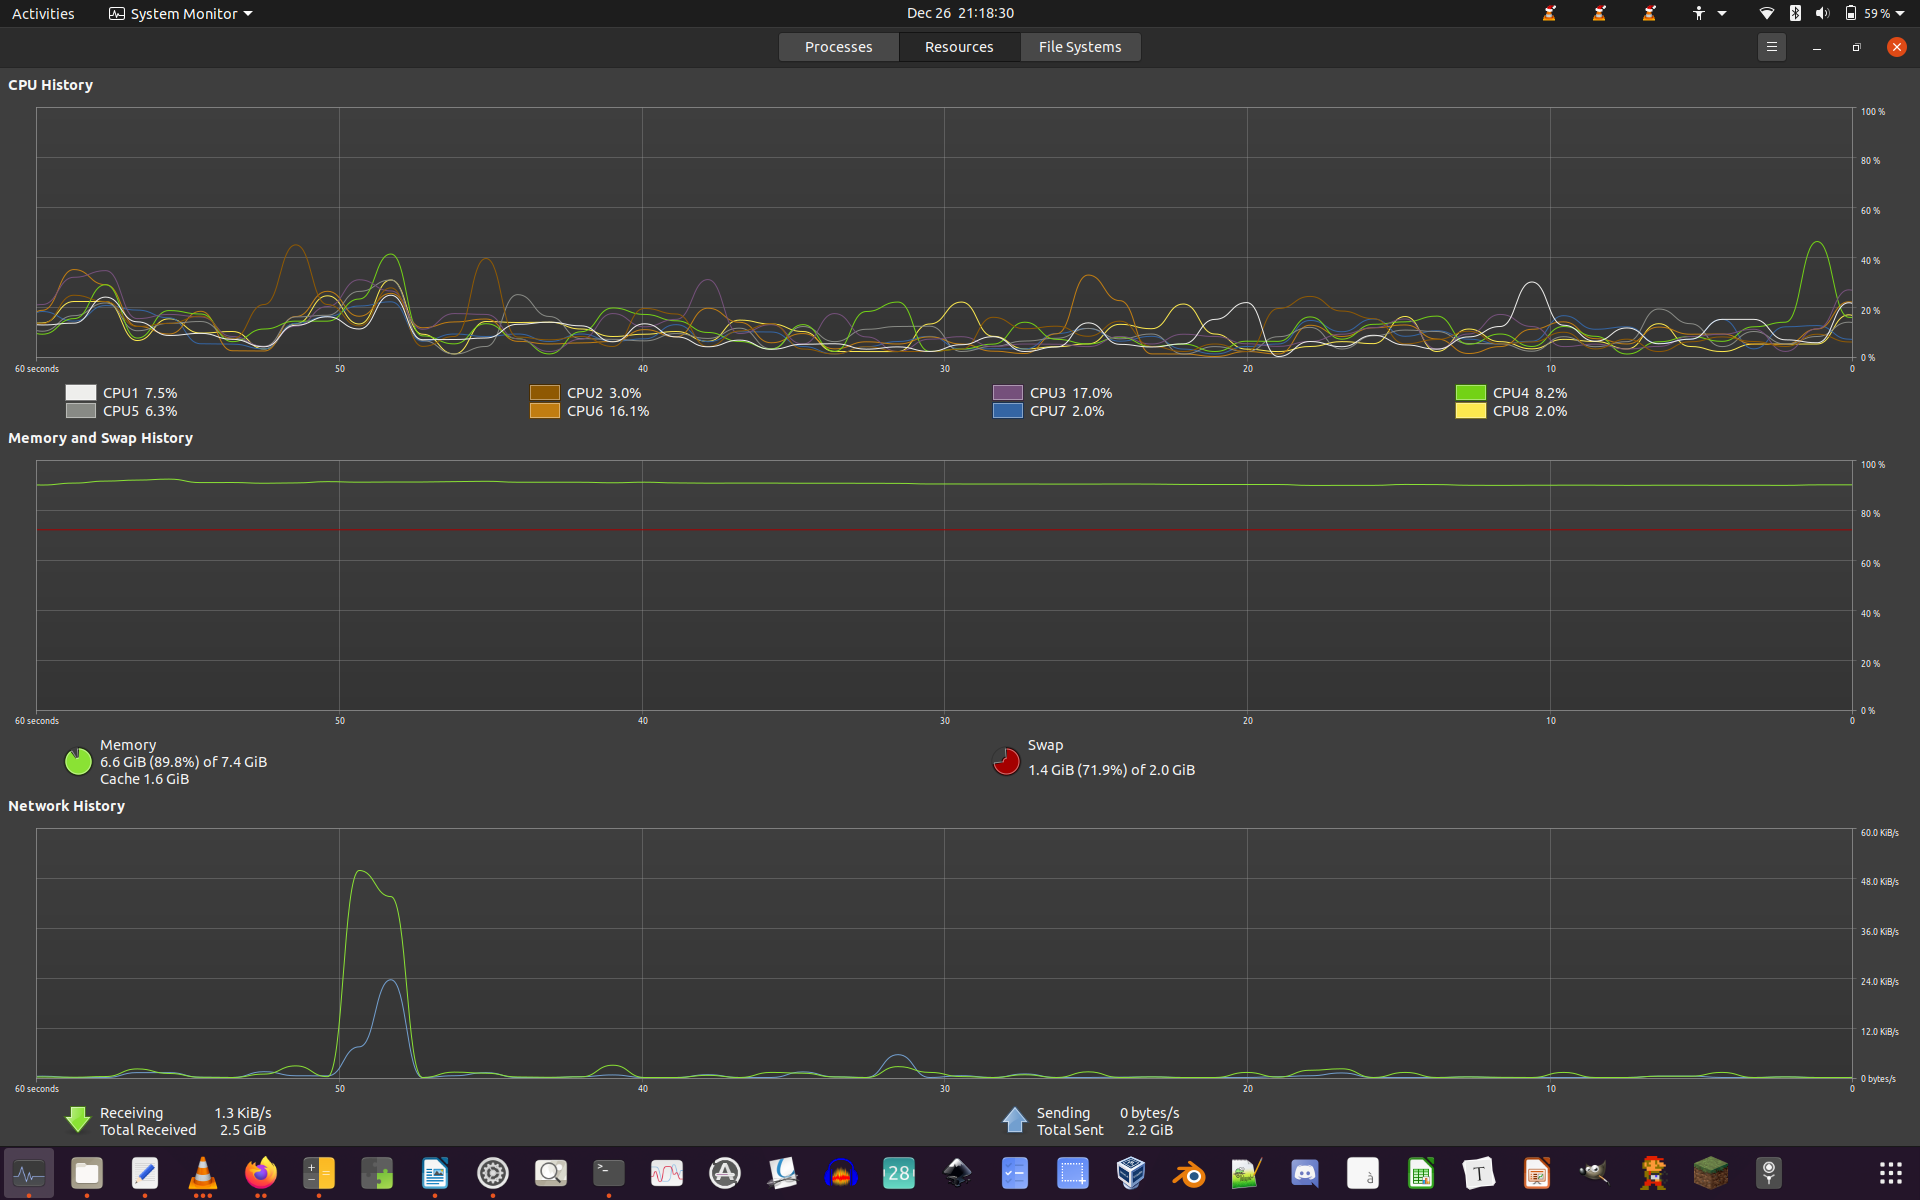 Activities System Monitor Dec 26 21:18:30 59 %
Processes Resources File Systems
CPU History
100 %
80 %
60 %
40 %
20 %
0 %
60 seconds 50 40 30 20 10 0
CPU1 7.5% CPU2 3.0% CPU3 17.0% CPU4 8.2%
CPU5 6.3% CPU6 16.1% CPU7 2.0% CPU8 2.0%
Memory and Swap History
100 %
80 %
60 %
40 %
20 %
0 %
60 seconds 50 40 30 20 10 0
Memory
6.6 GiB (89.8%) of 7.4 GiB
Cache 1.6 GiB
Swap
1.4 GiB (71.9%) of 2.0 GiB
Network History
60.0 KiB/s
48.0 KiB/s
36.0 KiB/s
24.0 KiB/s
12.0 KiB/s
0 bytes/s
60 seconds 50 40 30 20 10 0
Receiving 1.3 KiB/s
Total Received 2.5 GiB
Sending 0 bytes/s
Total Sent 2.2 GiB
28
à
T